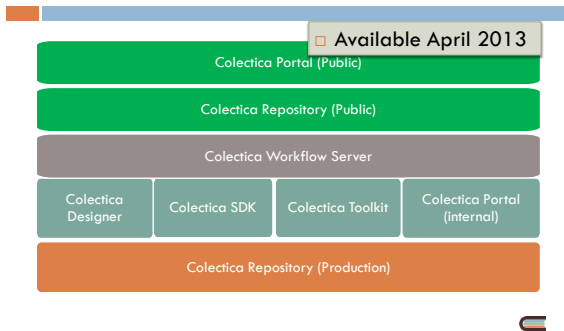 Available April 2013
Colectica Portal (Public)
Colectica Repository (Public)
Colectica Workflow Server
Colectica
Designer
Colectica SDK
Colectica Toolkit
Colectica Portal
(internal)
Colectica Repository (Production)